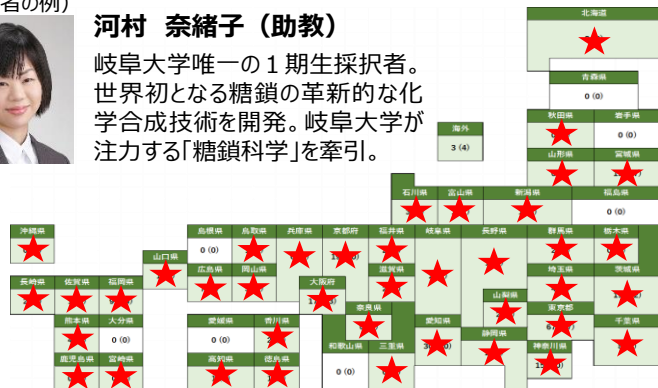 者の例）
河村 奈緒子（助教）
岐阜大学唯一の１期生採択者。
世界初となる糖鎖の革新的な化
学合成技術を開発。岐阜大学が
注力する「糖鎖科学」を牽引。
北海道
青森県
0 (0)
海外
3 (4)
秋田県 岩手県
0 (0)
山形県 宮城県
石川県 富山県 新潟県 福島県
0 (0)
沖縄県 島根県 鳥取県 兵庫県 京都府 福井県 岐阜県 長野県 群馬県 栃木県
0 (0)
山口県
広島県 岡山県 滋賀県 埼玉県 茨城県
長崎県 佐賀県 福岡県 大阪府
山梨県
奈良県 東京都
熊本県 大分県 愛媛県 香川県 愛知県 千葉県
0 (0) 0 (0)
静岡県
和歌山県 三重県 神奈川県
鹿児島県 宮崎県 高知県 徳島県
0 (0)